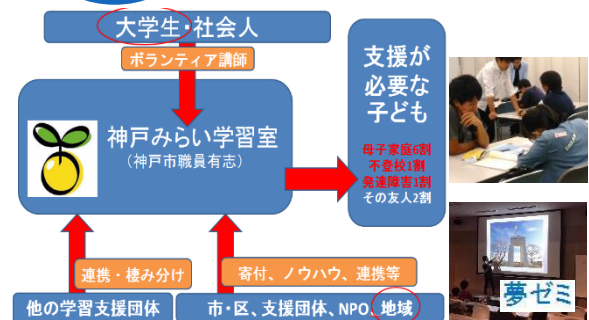 大学生・社会人
ボランティア講師
神戸みらい学習室
（神戸市職員有志）
支援が
必要な
子ども
母子家庭6割
不登校1割
発達障害1割
その友人2割
連携・棲み分け
寄付、ノウハウ、連携等
他の学習支援団体
市・区、支援団体、NPO、地域
夢ゼミ